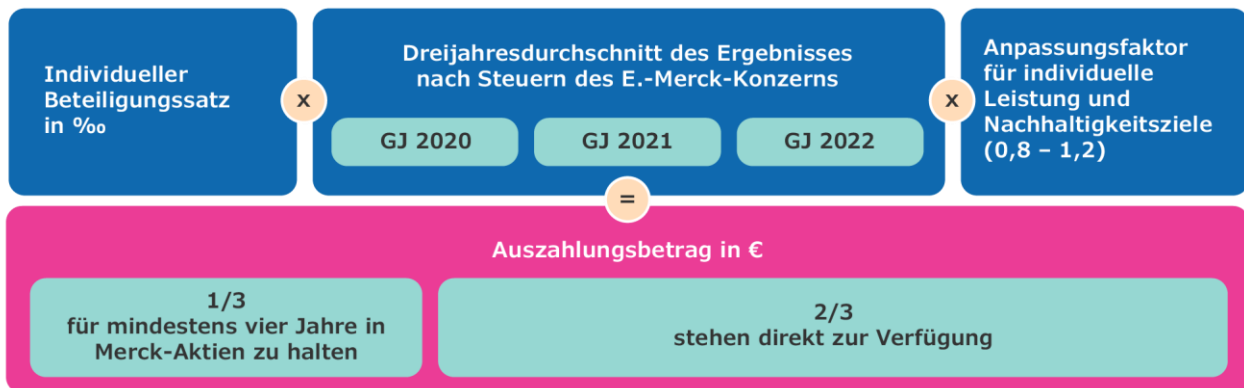 Individueller
Beteiligungssatz
in ‰
x
Dreijahresdurchschnitt des Ergebnisses
nach Steuern des E.-Merck-Konzerns
GJ 2020
GJ 2021
GJ 2022
x
Anpassungsfaktor
für individuelle
Leistung und
Nachhaltigkeitsziele
(0,8 – 1,2)
=
Auszahlungsbetrag in €
1/3
für mindestens vier Jahre in
Merck-Aktien zu halten
2/3
stehen direkt zur Verfügung